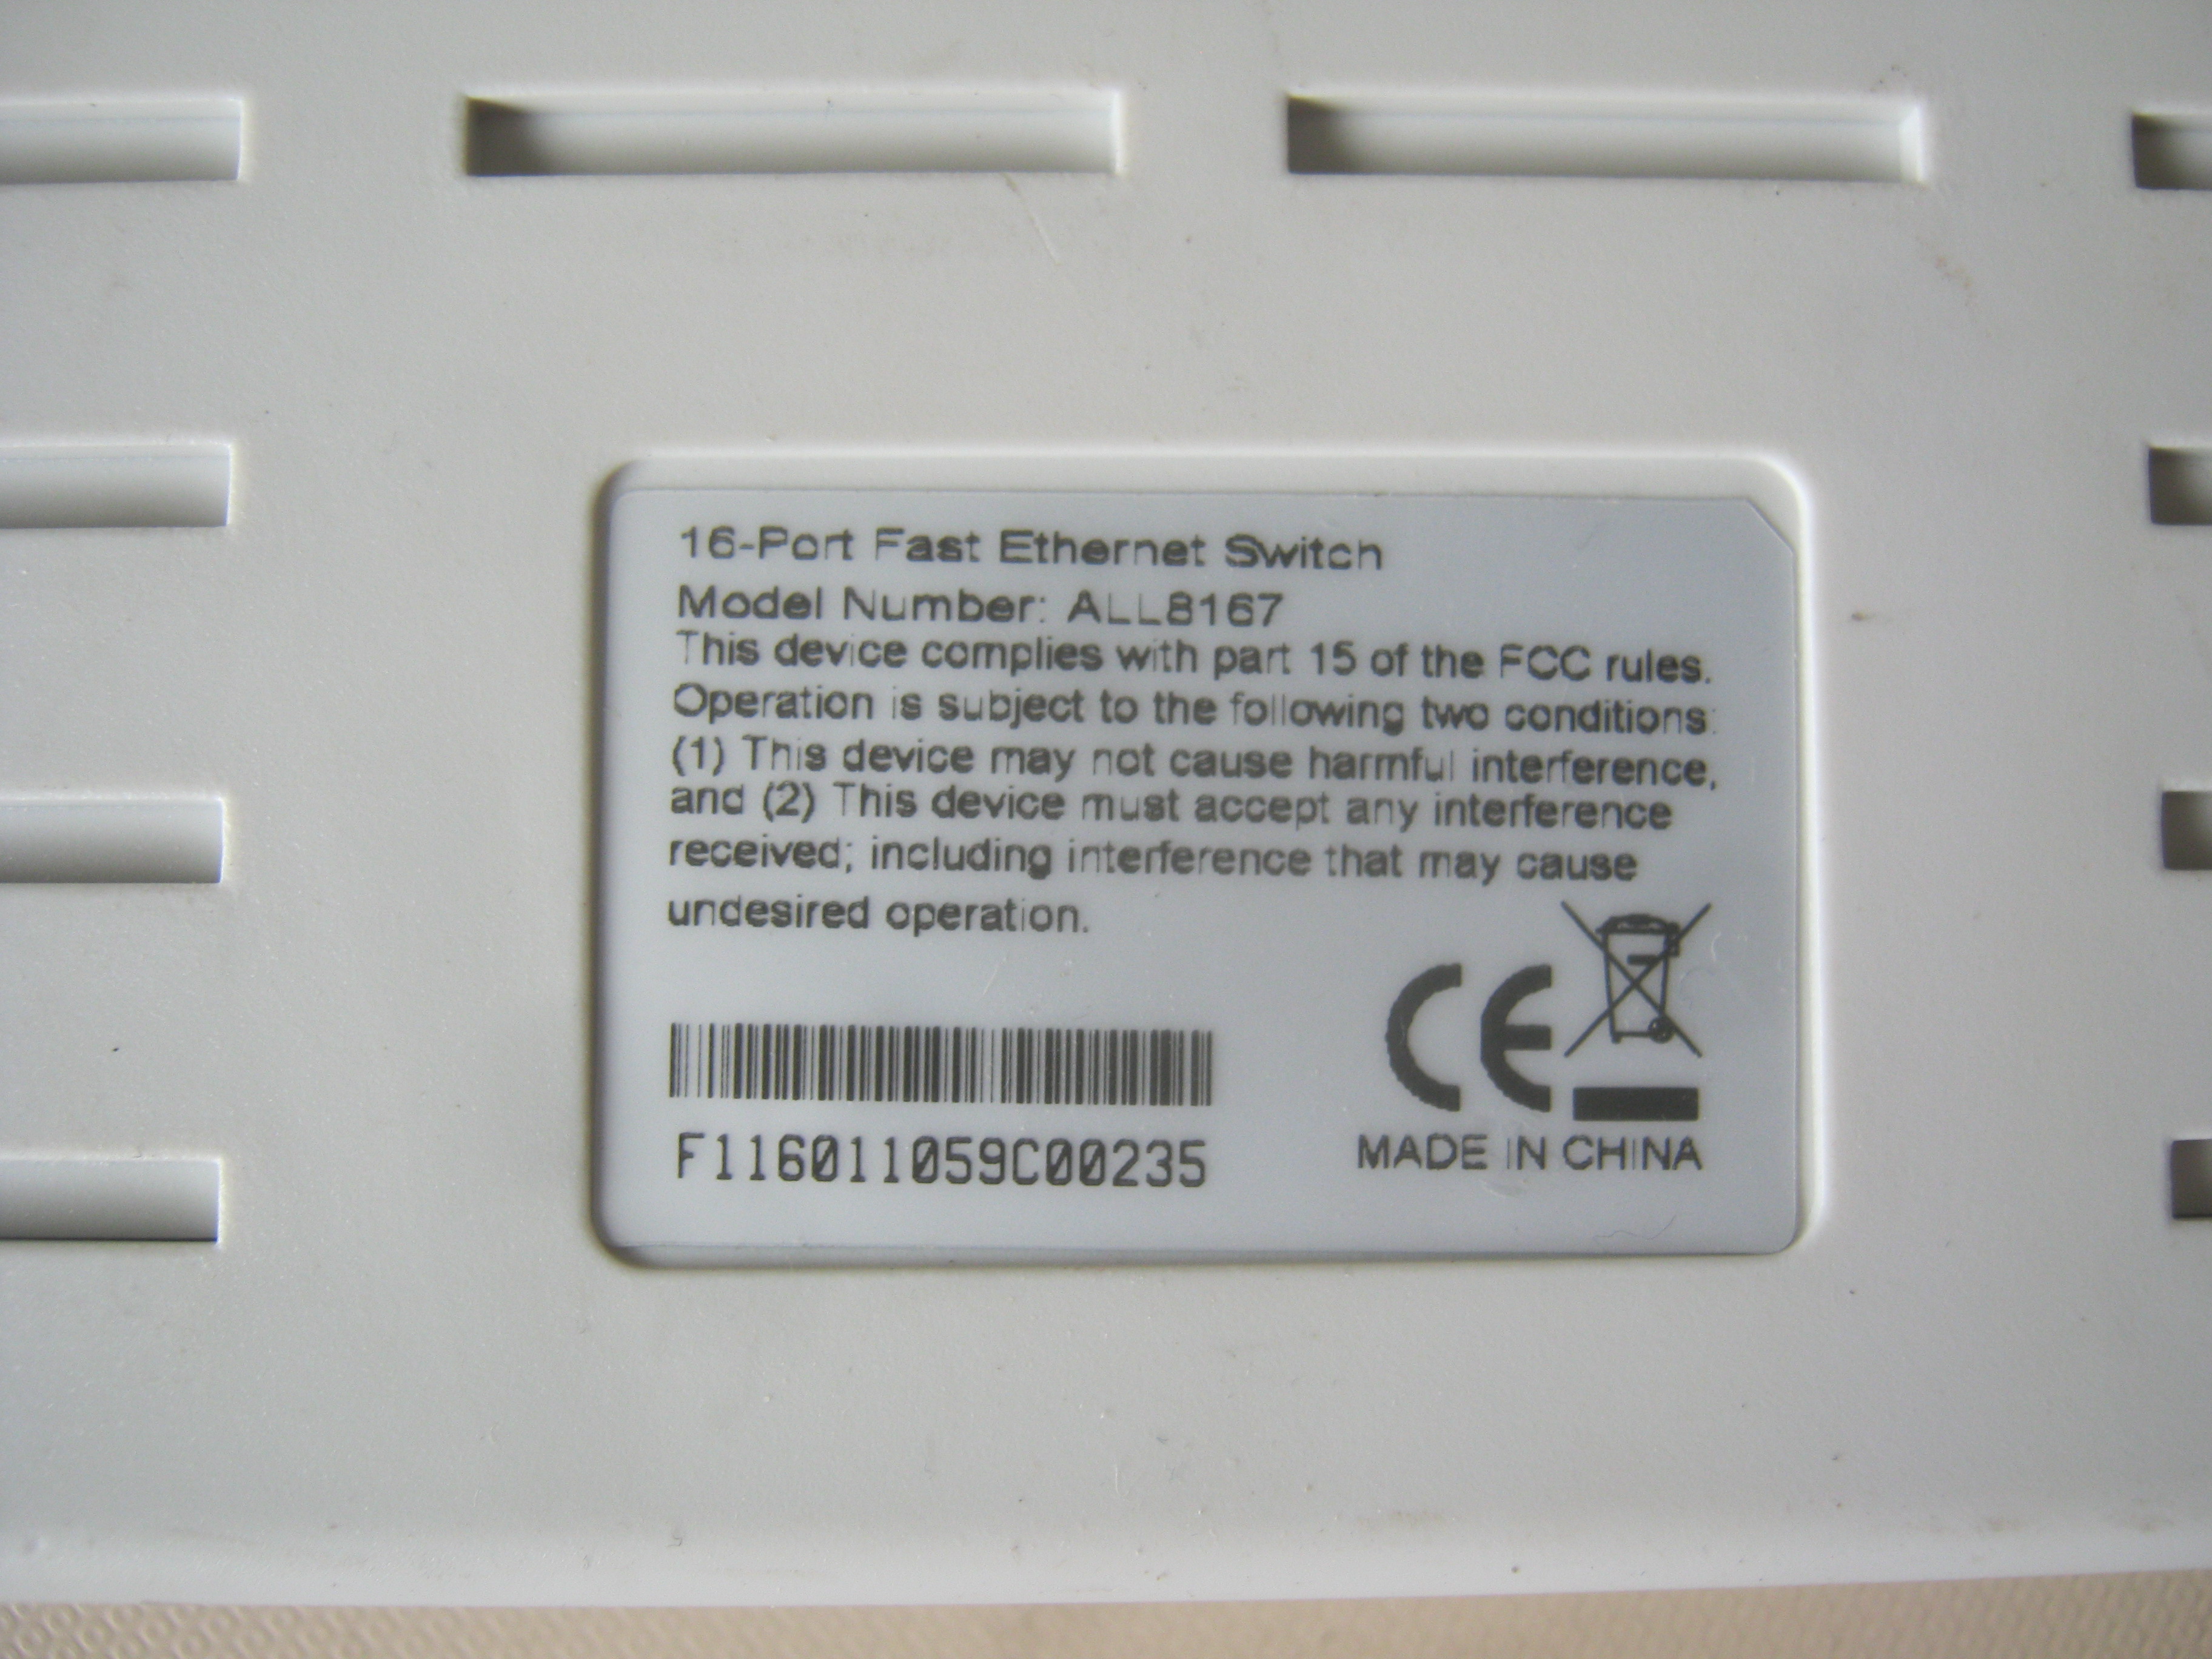 16-Port Fast Ethernet Switch
Model Number: ALL8167
This device complies with part 15 of the FCC rules.
Operation is subject to the following two conditions:
(1) This device may not cause harmful interference,
and (2) This device must accept any interference
received; including interference that may cause
undesired operation.
CE
F116011059C00235
MADE IN CHINA